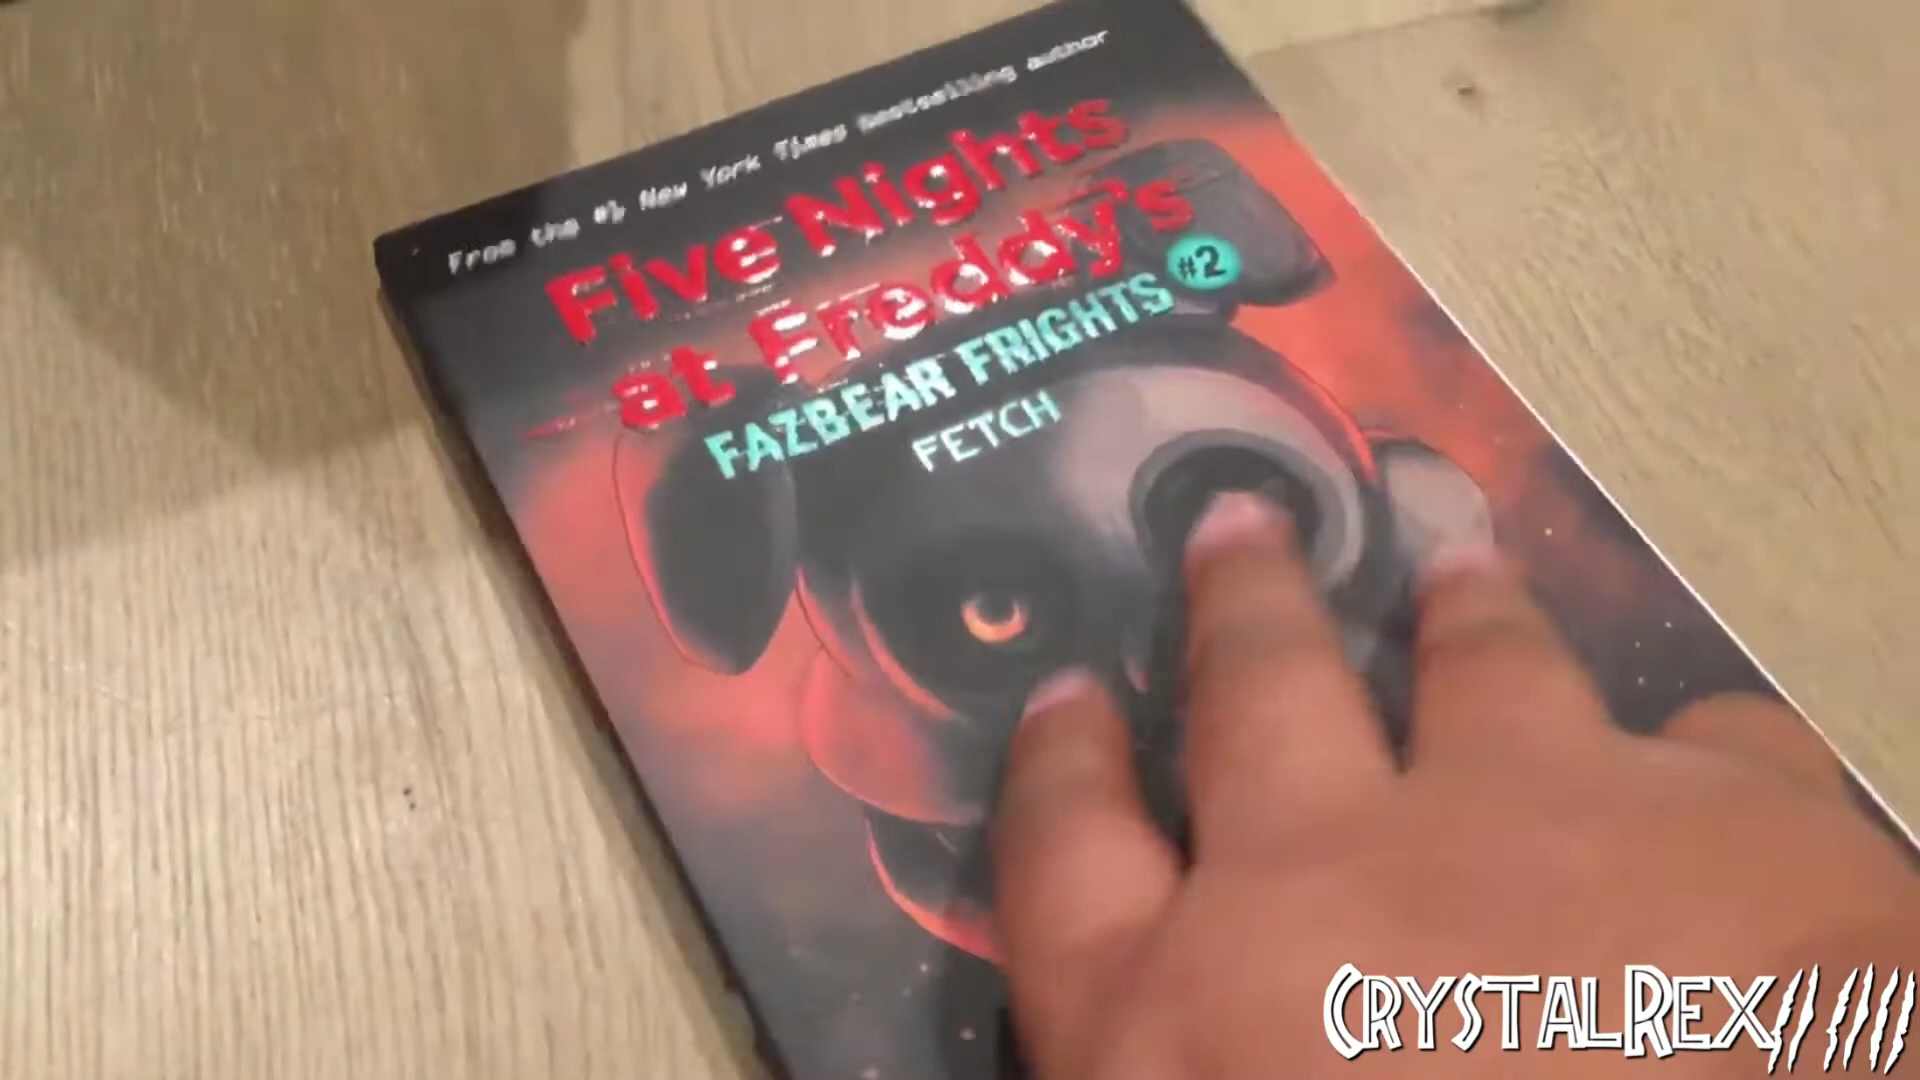 From the #1 New York Times bestselling author
Five Nights
at Freddy's
FAZBEAR FRIGHTS #2
FETCH
CRYSTALREX